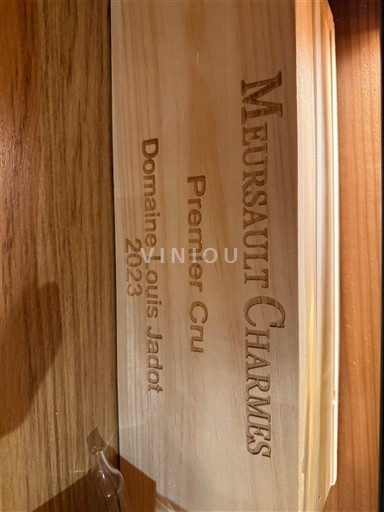 MEURSAULT CHARMES
Premier Cru
Domaine Louis Jadot
2023
VINIOU